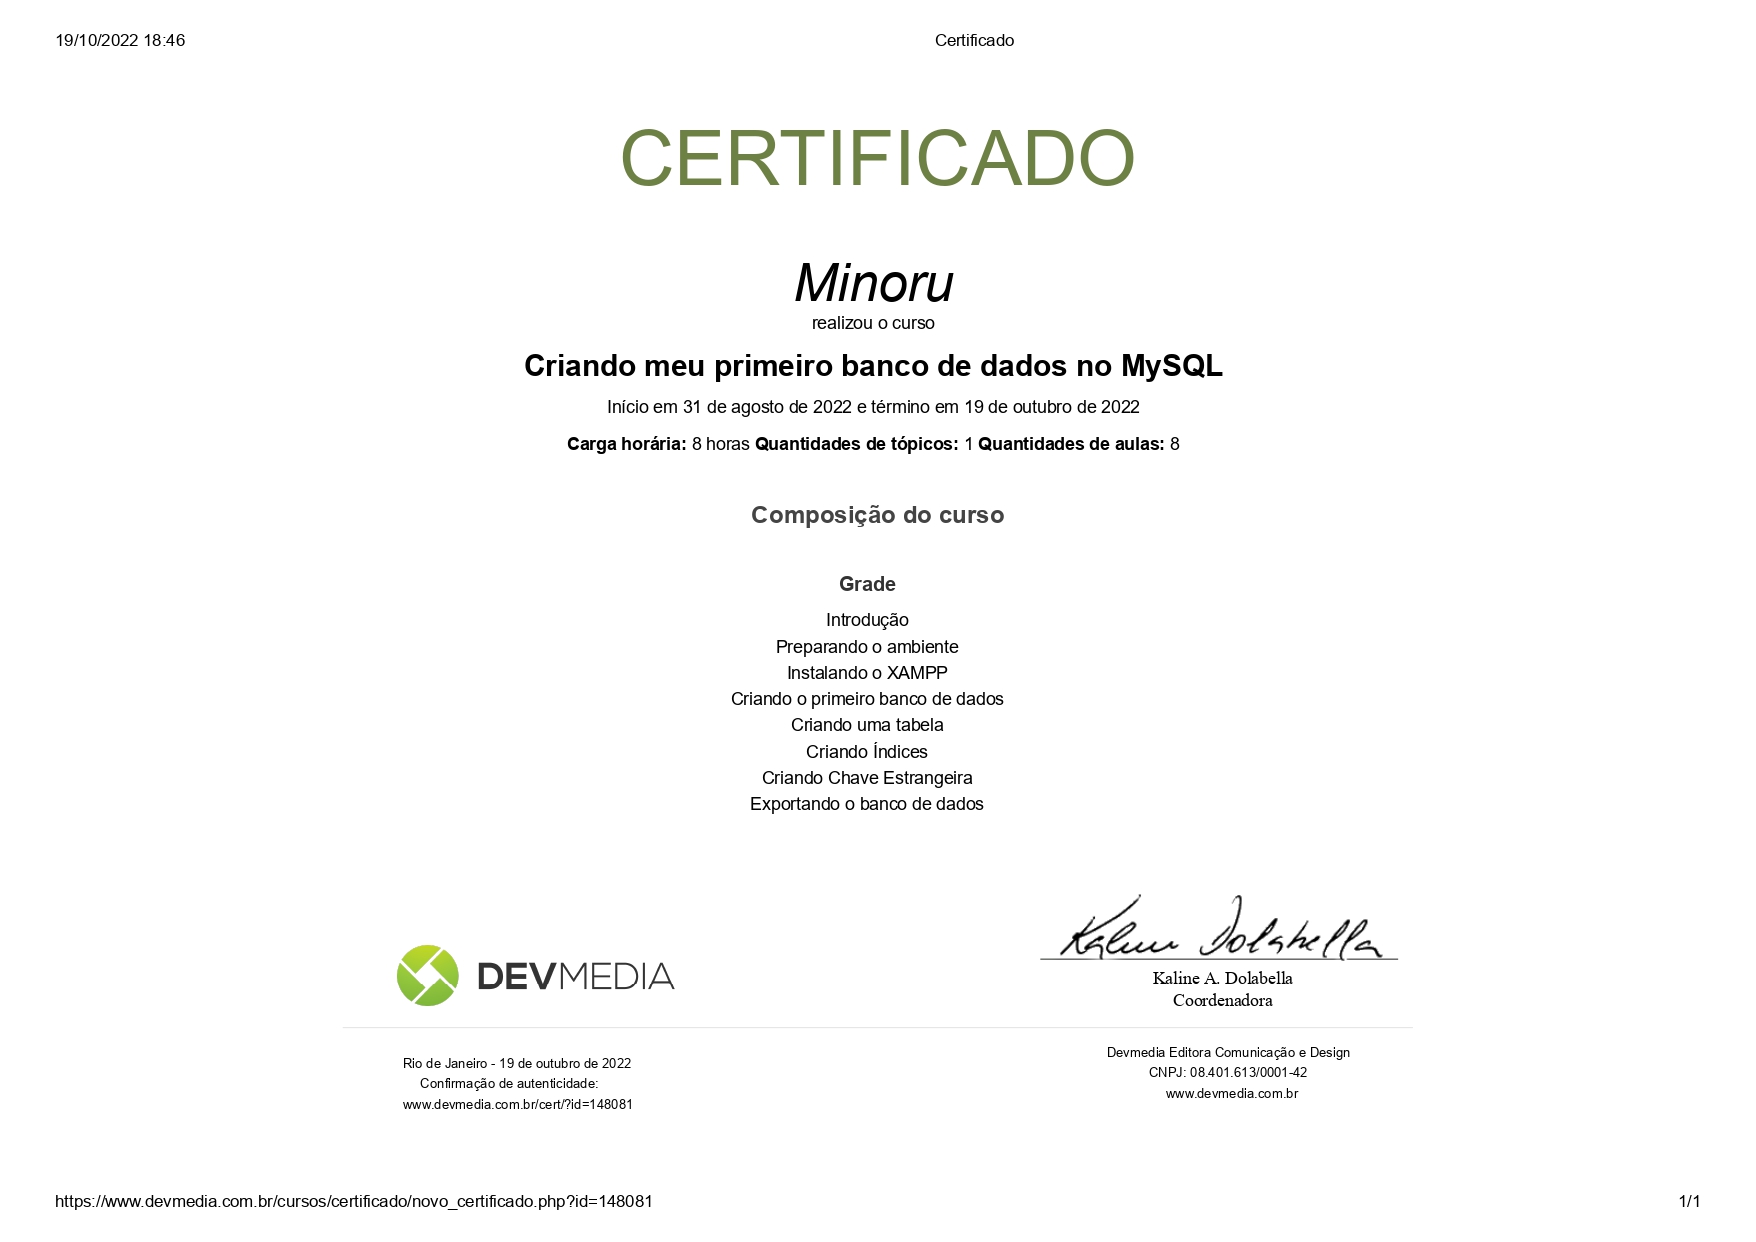 19/10/2022 18:46
Certificado
CERTIFICADO
Minoru
realizou o curso
Criando meu primeiro banco de dados no MySQL
Início em 31 de agosto de 2022 e término em 19 de outubro de 2022
Carga horária: 8 horas Quantidades de tópicos: 1 Quantidades de aulas: 8
Composição do curso
Grade
Introdução
Preparando o ambiente
Instalando o XAMPP
Criando o primeiro banco de dados
Criando uma tabela
Criando Índices
Criando Chave Estrangeira
Exportando o banco de dados
DEVMEDIA
Kaline Dolabella
Kaline A. Dolabella
Coordenadora
Rio de Janeiro - 19 de outubro de 2022
Confirmação de autenticidade:
www.devmedia.com.br/cert/?id=148081
Devmedia Editora Comunicação e Design
CNPJ: 08.401.613/0001-42
www.devmedia.com.br
https://www.devmedia.com.br/cursos/certificado/novo_certificado.php?id=148081
1/1